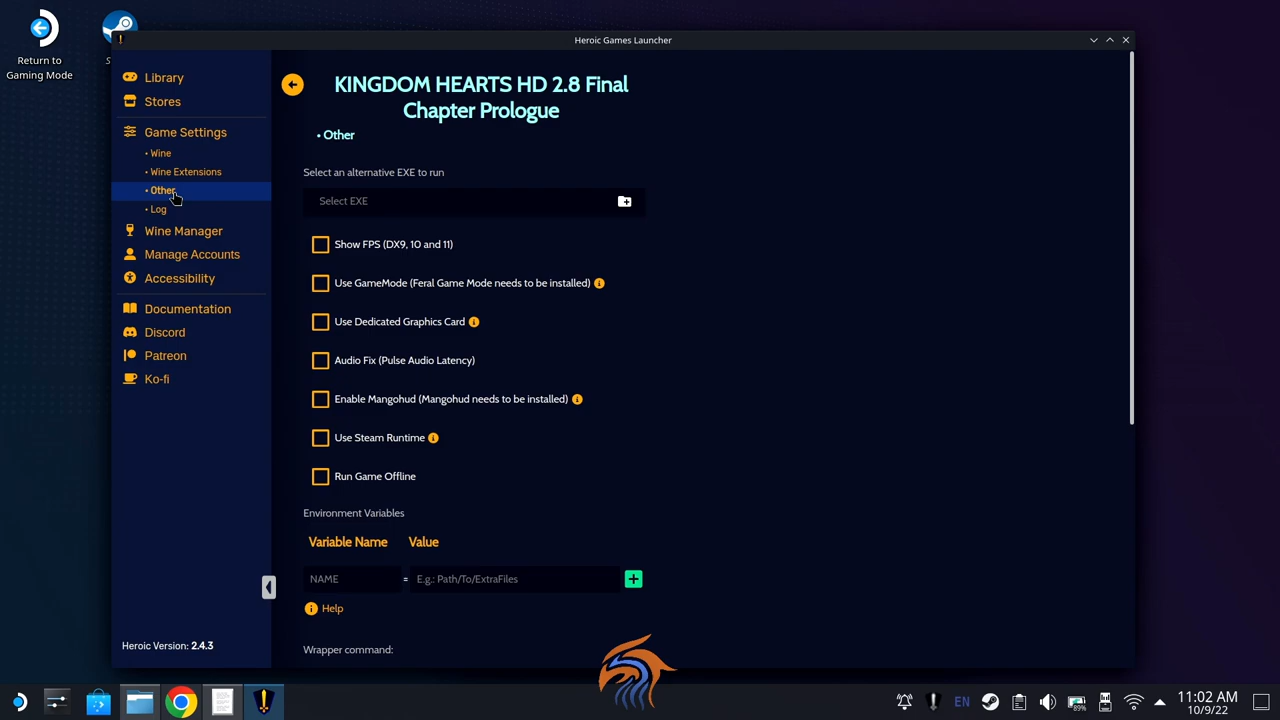 Return to
Gaming Mode
S
Heroic Games Launcher
Library
Stores
Game Settings
• Wine
• Wine Extensions
• Other
• Log
Wine Manager
Manage Accounts
Accessibility
Documentation
Discord
Patreon
Ko-fi
Heroic Version: 2.4.3
KINGDOM HEARTS HD 2.8 Final
Chapter Prologue
• Other
Select an alternative EXE to run
Select EXE
Show FPS (DX9, 10 and 11)
Use GameMode (Feral Game Mode needs to be installed)
Use Dedicated Graphics Card
Audio Fix (Pulse Audio Latency)
Enable Mangohud (Mangohud needs to be installed)
Use Steam Runtime
Run Game Offline
Environment Variables
Variable Name Value
NAME = E.g.: Path/To/ExtraFiles +
Help
Wrapper command:
EN
89%
11:02 AM
10/9/22